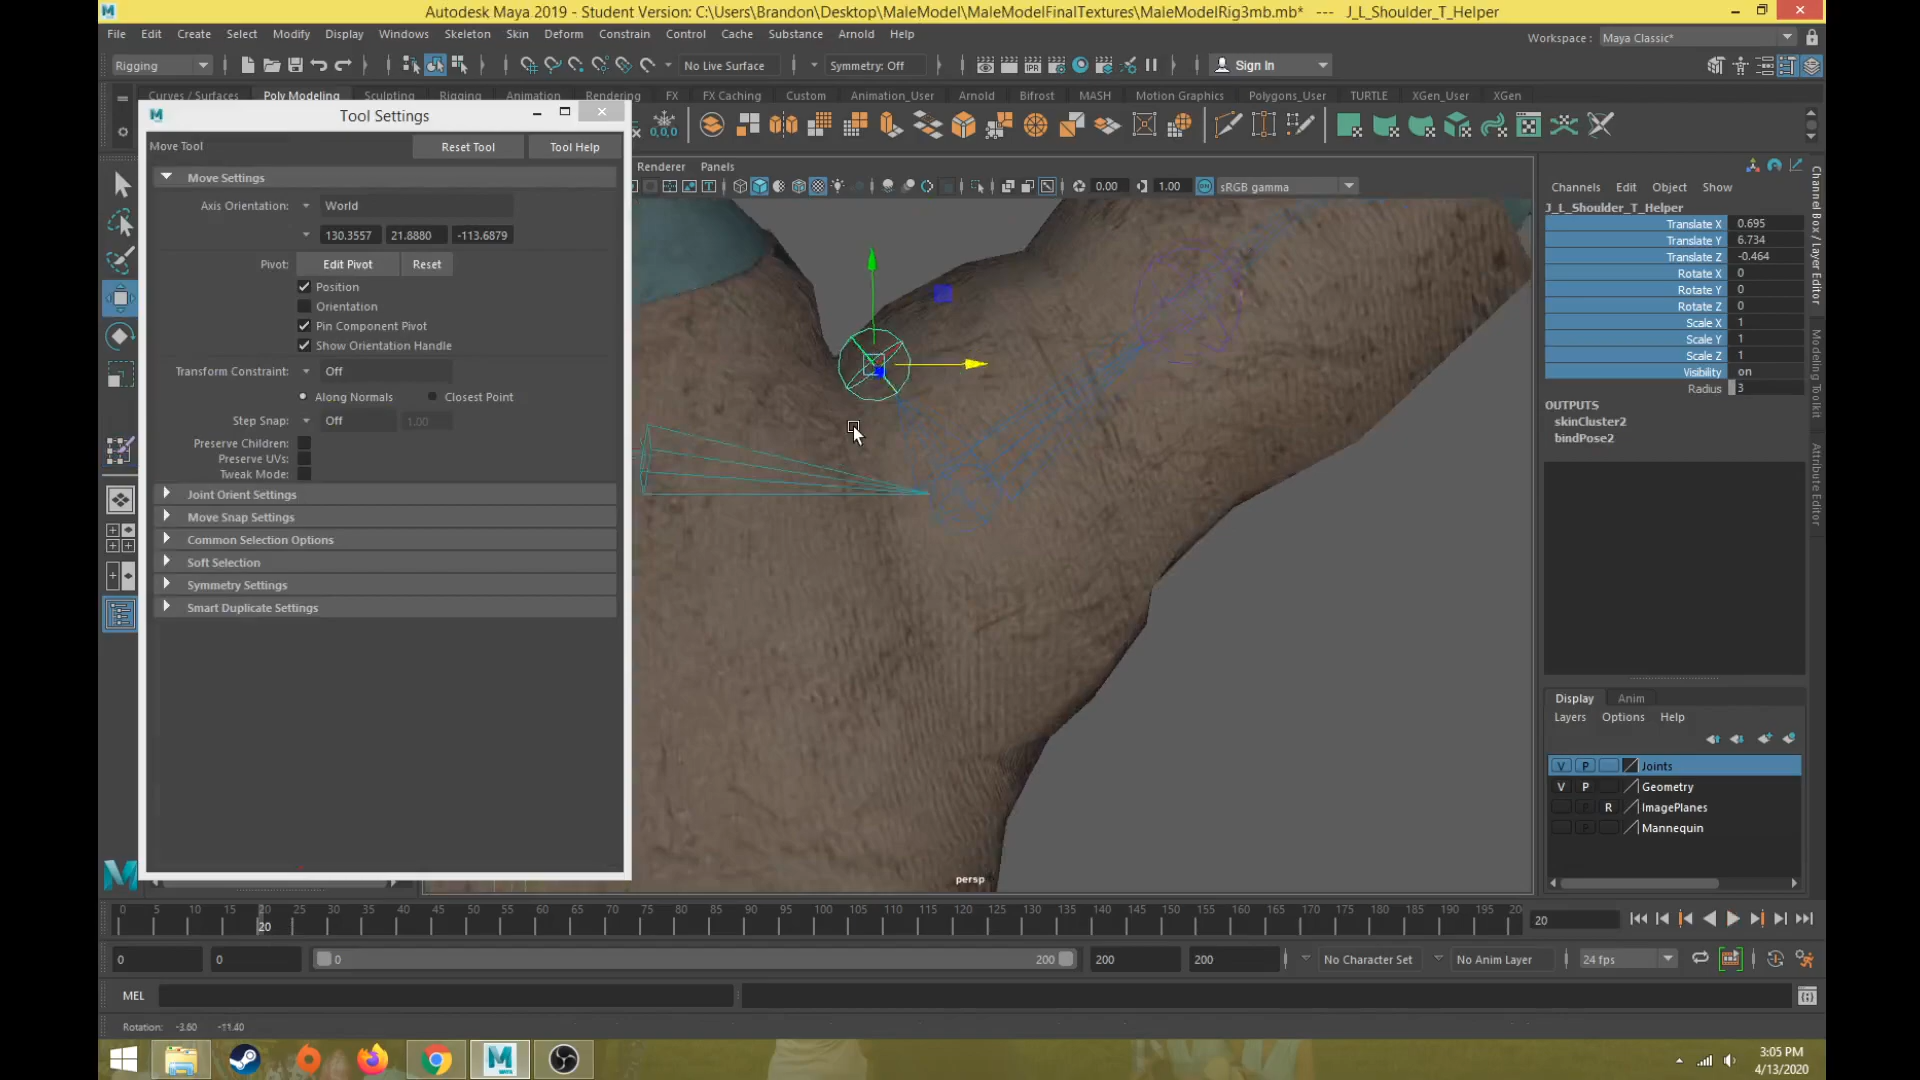 Autodesk Maya 2019 - Student Version: C:\Users\Brandon\Desktop\MaleModel\MaleModelFinalTextures\MaleModelRig3mb.mb*   ---   J_L_Shoulder_T_Helper
File Edit Create Select Modify Display Windows Skeleton Skin Deform Constrain Control Cache Substance Arnold Help
Workspace : Maya Classic*
Rigging
No Live Surface
Symmetry: Off
Sign In
Curves / Surfaces Poly Modeling Sculpting Rigging Animation Rendering FX FX Caching Custom Animation_User Arnold Bifrost MASH Motion Graphics Polygons_User TURTLE XGen_User XGen
Tool Settings
Move Tool
Reset Tool
Tool Help
Move Settings
Axis Orientation: World
130.3557 21.8880 -113.6879
Pivot: Edit Pivot Reset
Position
Orientation
Pin Component Pivot
Show Orientation Handle
Transform Constraint: Off
Along Normals Closest Point
Step Snap: Off 1.00
Preserve Children:
Preserve UVs:
Tweak Mode:
Joint Orient Settings
Move Snap Settings
Common Selection Options
Soft Selection
Symmetry Settings
Smart Duplicate Settings
Renderer Panels
0.00 1.00 sRGB gamma
persp
Channels Edit Object Show
J_L_Shoulder_T_Helper
Translate X 0.695
Translate Y 6.734
Translate Z -0.464
Rotate X 0
Rotate Y 0
Rotate Z 0
Scale X 1
Scale Y 1
Scale Z 1
Visibility on
Radius 3
OUTPUTS
skinCluster2
bindPose2
Channel Box / Layer Editor
Modeling Toolkit
Attribute Editor
Display Anim
Layers Options Help
V P Joints
V P Geometry
P R ImagePlanes
P Mannequin
0 5 10 15 20 25 30 35 40 45 50 55 60 65 70 75 80 85 90 95 100 105 110 115 120 125 130 135 140 145 150 155 160 165 170 175 180 185 190 195 20
20
20
0 0 0 200 200 200 No Character Set No Anim Layer 24 fps
MEL
Rotation: -3.60 -11.40
3:05 PM
4/13/2020